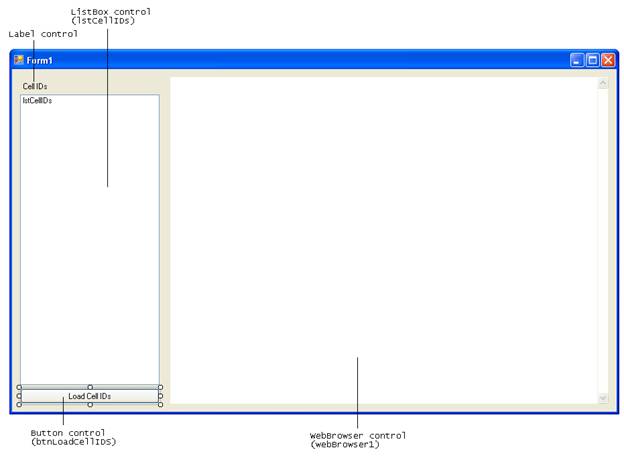 ListBox control
(lstCellIDs)
Label control
Form1
Cell IDs
lstCellIDs
Load Cell IDs
Button control
(btnLoadCellIDS)
WebBrowser control
(webBrowser1)